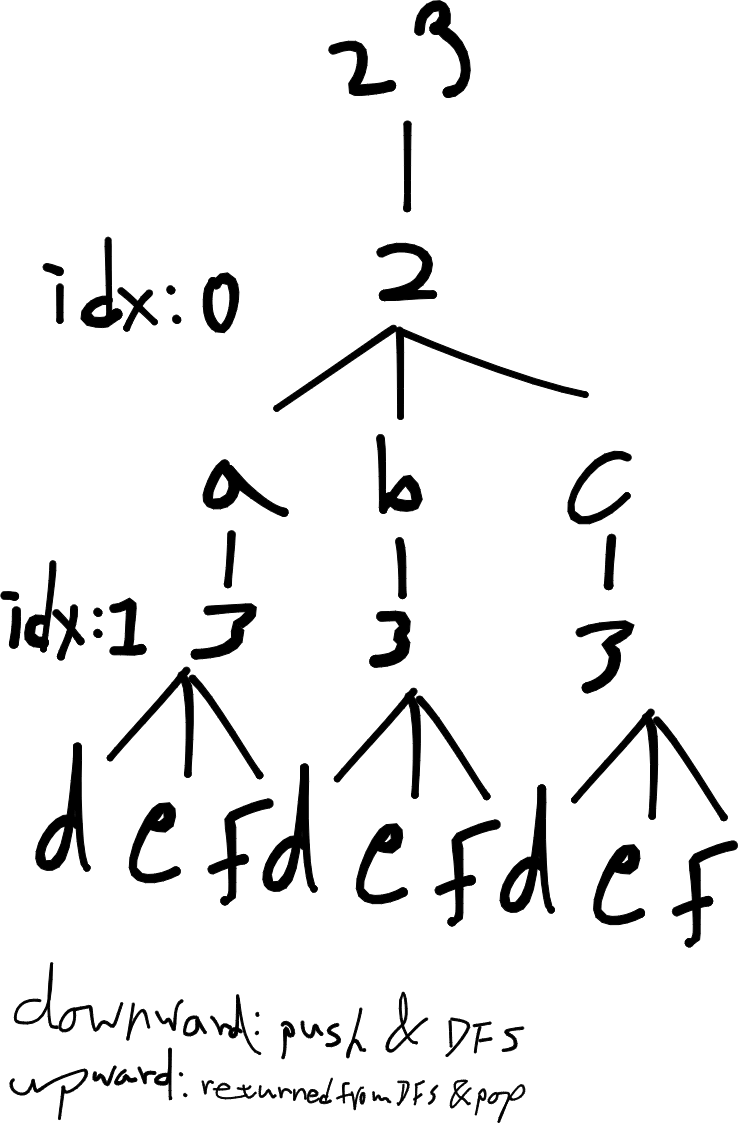 23
idx:0 2
a b c
idx:1 3 3 3
d e f d e f d e f
downward: push & DFS
upward: returned from DFS & pop